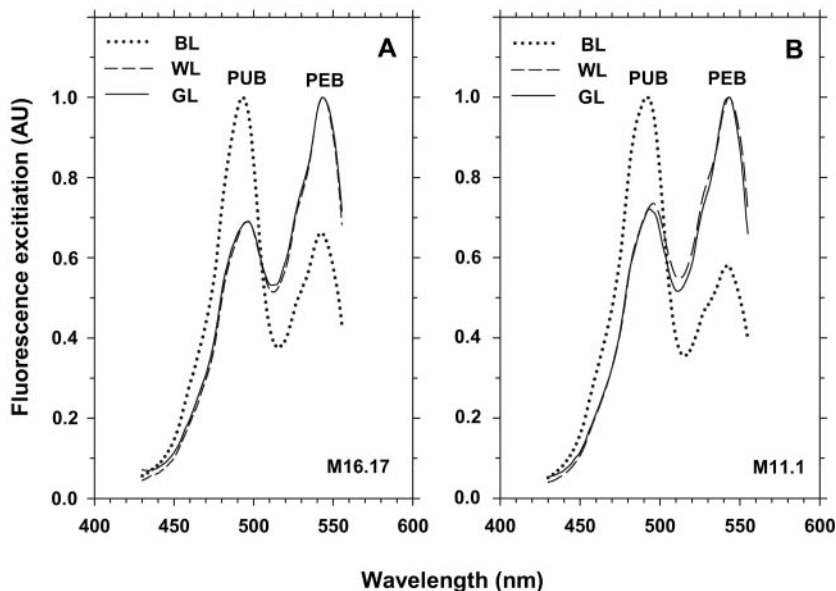 A
BL
WL
GL
PUB
PEB
1.0
0.8
0.6
0.4
0.2
0.0
400
450
500
550
600
M16.17
B
BL
WL
GL
PUB
PEB
1.0
0.8
0.6
0.4
0.2
0.0
400
450
500
550
600
M11.1
Fluorescence excitiation (AU)
Wavelength (nm)